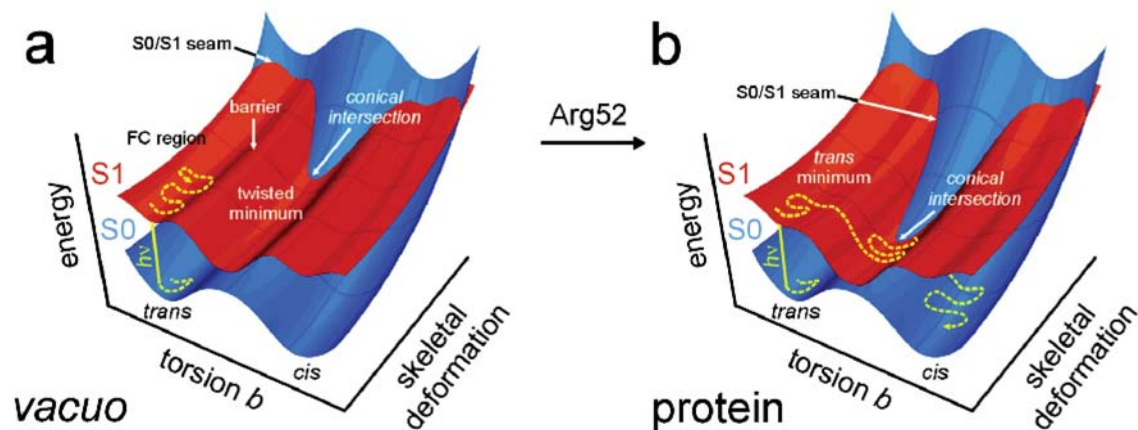 a
S0/S1 seam
barrier
conical
intersection
FC region
S1
twisted
minimum
S0
energy
hν
trans
torsion b
cis
skeletal
deformation
vacuo
Arg52
b
S0/S1 seam
trans
minimum
conical
intersection
S1
S0
energy
hν
trans
torsion b
cis
skeletal
deformation
protein